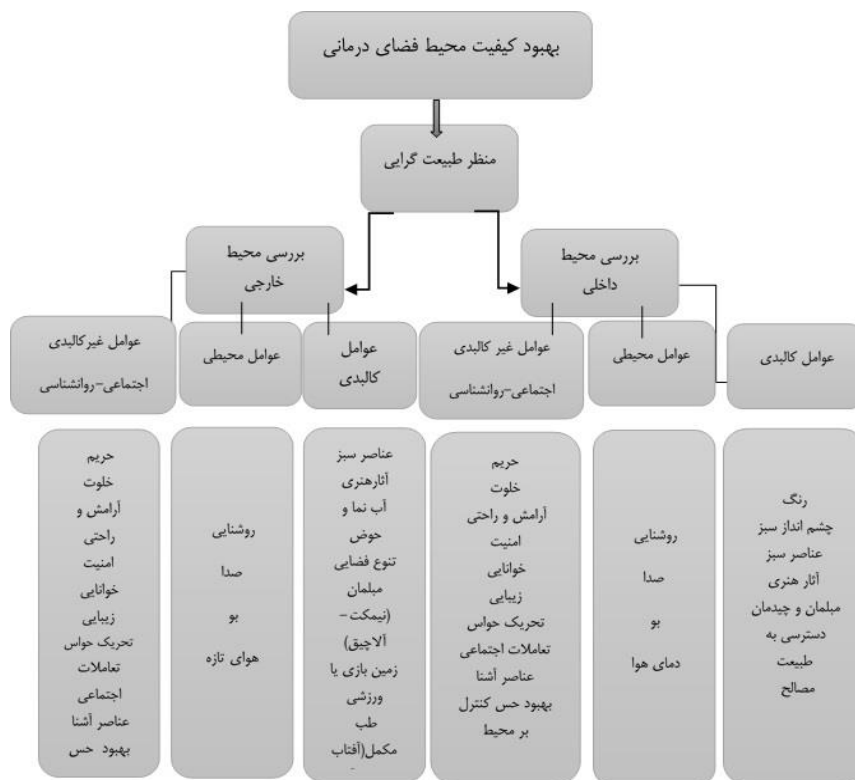 بهبود کیفیت محیط فضای درمانی
منظر طبیعت گرایی
بررسی محیط
داخلی
بررسی محیط
خارجی
عوامل کالبدی
عوامل محیطی
عوامل غیر کالبدی
اجتماعی-روانشناسی
عوامل
کالبدی
عوامل محیطی
عوامل غیرکالبدی
اجتماعی-روانشناسی
رنگ
چشم انداز سبز
عناصر سبز
آثار هنری
مبلمان و چیدمان
دسترسی به
طبیعت
مصالح
روشنایی
صدا
بو
دمای هوا
حریم
خلوت
آرامش و راحتی
امنیت
خوانایی
زیبایی
تحریک حواس
تعاملات اجتماعی
عناصر آشنا
بهبود حس کنترل
بر محیط
عناصر سبز
آثارهنری
آب نما و
حوض
تنوع فضایی
مبلمان
(نیمکت-
آلاچیق)
زمین بازی یا
ورزشی
طب
مکمل(آفتاب
روشنایی
صدا
بو
هوای تازه
حریم
خلوت
آرامش و
راحتی
امنیت
خوانایی
زیبایی
تحریک حواس
تعاملات
اجتماعی
عناصر آشنا
بهبود حس